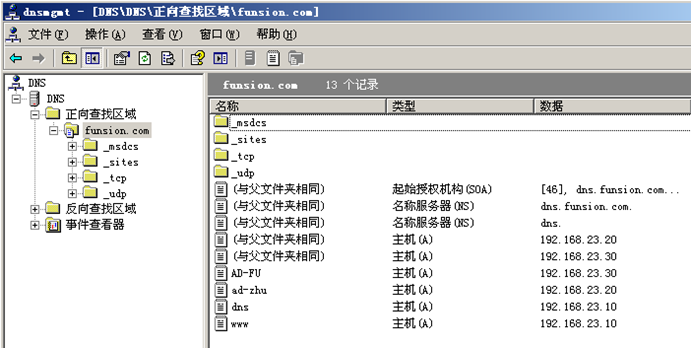 dnsmgmt - [DNS\DNS\正向查找区域\funsion.com]
文件(F) 操作(A) 查看(V) 窗口(W) 帮助(H)
DNS
DNS
正向查找区域
funsion.com
_msdcs
_sites
_tcp
_udp
反向查找区域
事件查看器
funsion.com 13 个记录
名称 类型 数据
_msdcs
_sites
_tcp
_udp
(与父文件夹相同) 起始授权机构(SOA) [46], dns.funsion.com...
(与父文件夹相同) 名称服务器(NS) dns.funsion.com.
(与父文件夹相同) 名称服务器(NS) dns.
(与父文件夹相同) 主机(A) 192.168.23.20
(与父文件夹相同) 主机(A) 192.168.23.30
AD-FU 主机(A) 192.168.23.30
ad-zhu 主机(A) 192.168.23.20
dns 主机(A) 192.168.23.10
www 主机(A) 192.168.23.10